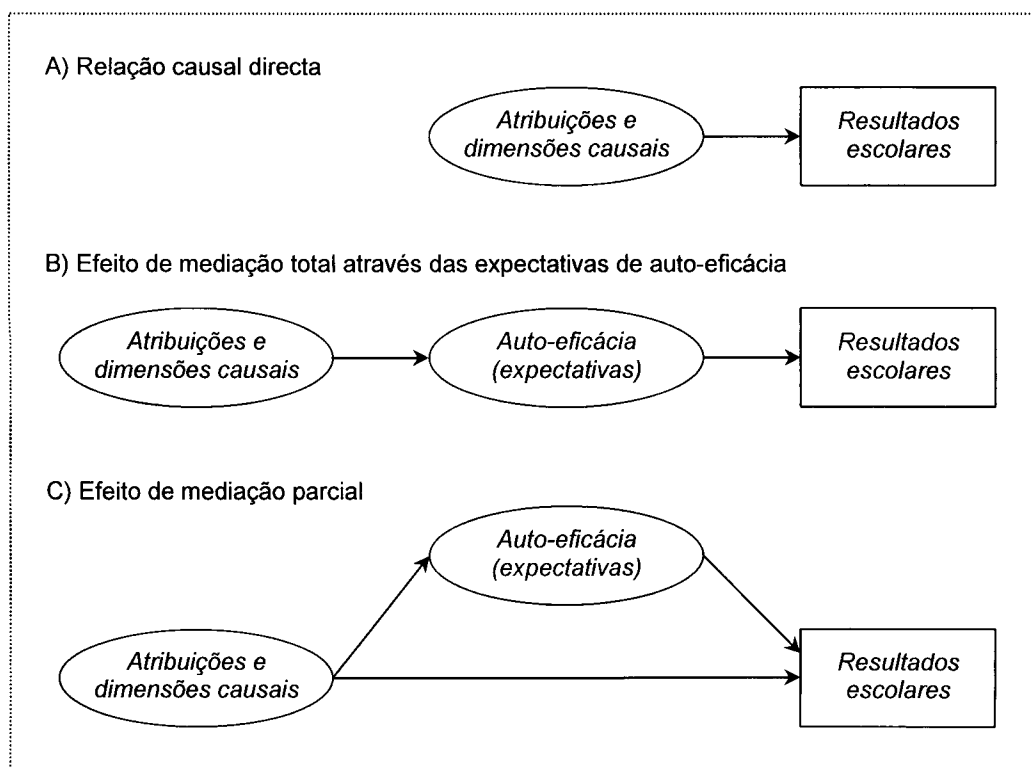 A) Relação causal directa
Atribuições e
dimensões causais
Resultados
escolares
B) Efeito de mediação total através das expectativas de auto-eficácia
Atribuições e
dimensões causais
Auto-eficácia
(expectativas)
Resultados
escolares
C) Efeito de mediação parcial
Auto-eficácia
(expectativas)
Atribuições e
dimensões causais
Resultados
escolares